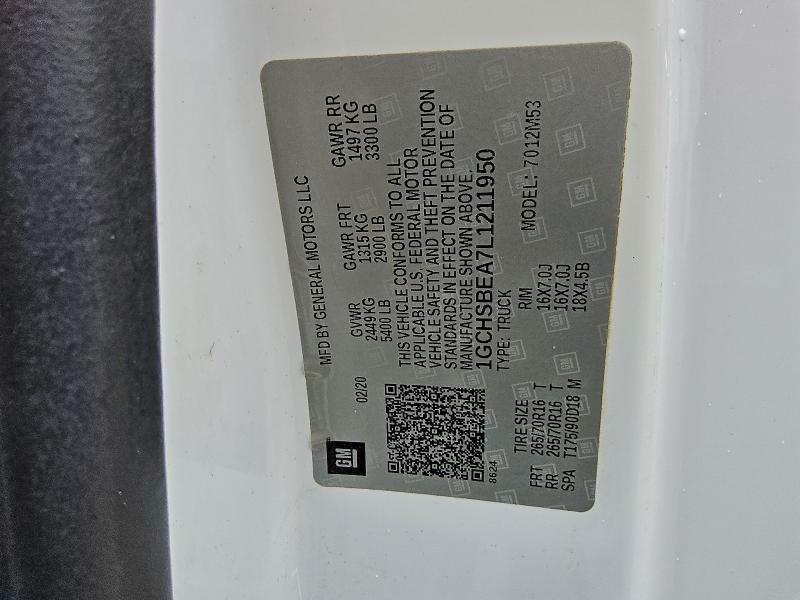 GM
MFD BY GENERAL MOTORS LLC
02/20
GVWR GAWR FRT GAWR RR
2449 KG 1315 KG 1497 KG
5400 LB 2900 LB 3300 LB
THIS VEHICLE CONFORMS TO ALL
APPLICABLE U.S. FEDERAL MOTOR
VEHICLE SAFETY AND THEFT PREVENTION
STANDARDS IN EFFECT ON THE DATE OF
MANUFACTURE SHOWN ABOVE.
1GCHSBEA7L1211950
8624
TYPE: TRUCK MODEL: 7012M53
TIRE SIZE RIM
FRT 265/70R16 T 16X7.0J
RR 265/70R16 T 16X7.0J
SPA T175/90D18 M 18X4.5B